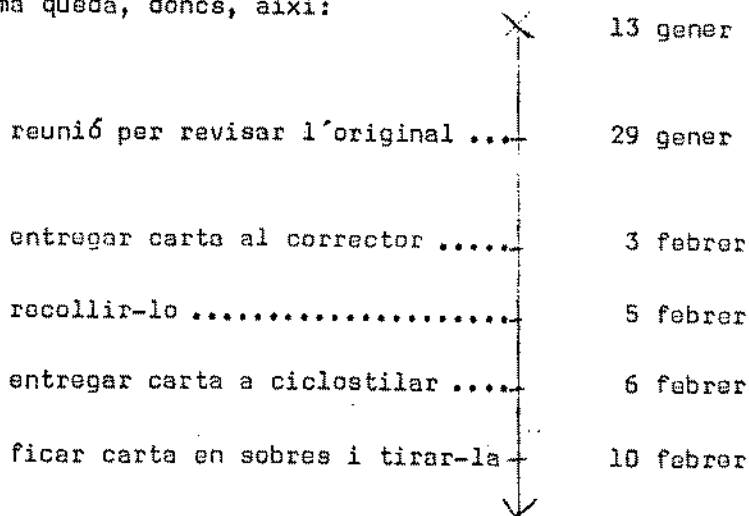 ma queda, doncs, així:
13 gener
reunió per revisar l´original ... 29 gener
entregar carta al corrector ..... 3 febrer
recollir-lo ..................... 5 febrer
entregar carta a ciclostilar .... 6 febrer
ficar carta en sobres i tirar-la 10 febrer